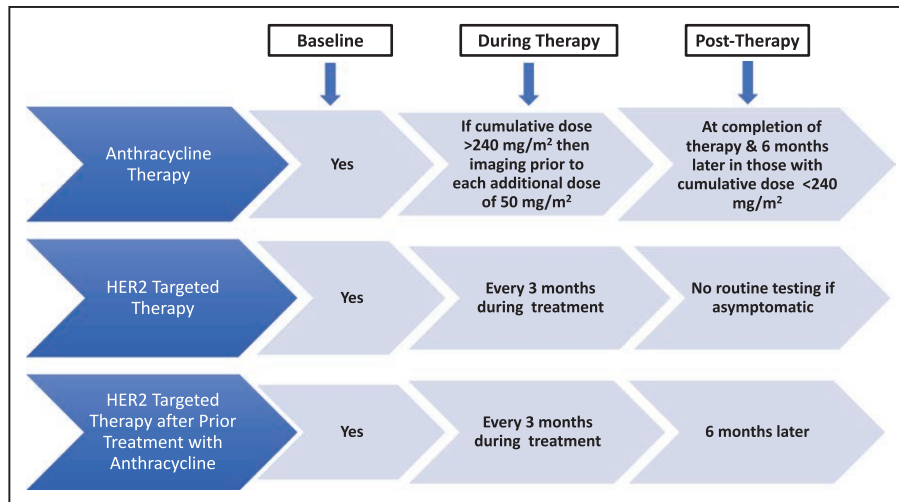 Baseline
During Therapy
Post-Therapy
Anthracycline
Therapy
Yes
If cumulative dose
>240 mg/m² then
imaging prior to
each additional dose
of 50 mg/m²
At completion of
therapy & 6 months
later in those with
cumulative dose <240
mg/m²
HER2 Targeted
Therapy
Yes
Every 3 months
during treatment
No routine testing if
asymptomatic
HER2 Targeted
Therapy after Prior
Treatment with
Anthracycline
Yes
Every 3 months
during treatment
6 months later